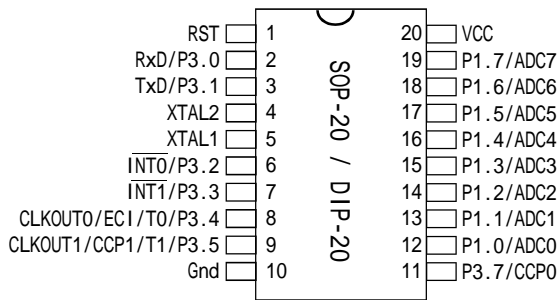 RST 1 20 VCC
RxD/P3.0 2 19 P1.7/ADC7
TxD/P3.1 3 18 P1.6/ADC6
XTAL2 4 17 P1.5/ADC5
XTAL1 5 16 P1.4/ADC4
INT0/P3.2 6 15 P1.3/ADC3
INT1/P3.3 7 14 P1.2/ADC2
CLKOUT0/ECI/T0/P3.4 8 13 P1.1/ADC1
CLKOUT1/CCP1/T1/P3.5 9 12 P1.0/ADC0
Gnd 10 11 P3.7/CCP0
SOP-20 / DIP-20